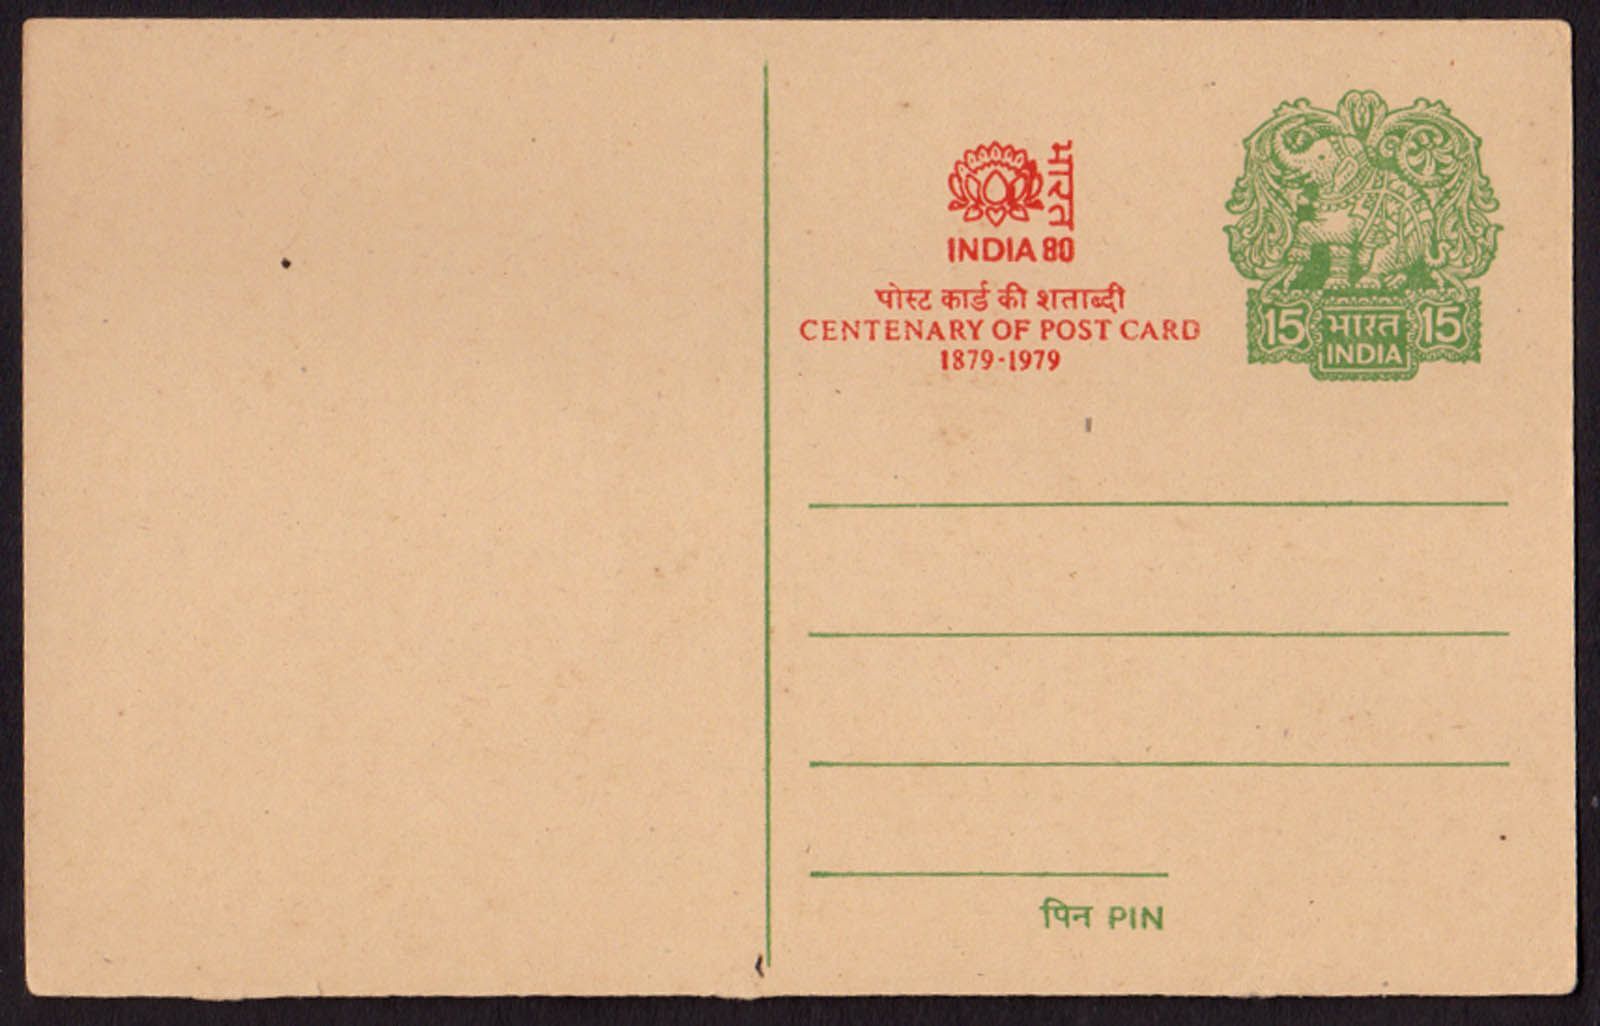 भारत
INDIA 80
पोस्ट कार्ड की शताब्दी
CENTENARY OF POST CARD
1879-1979
15 भारत 15
INDIA
पिन PIN